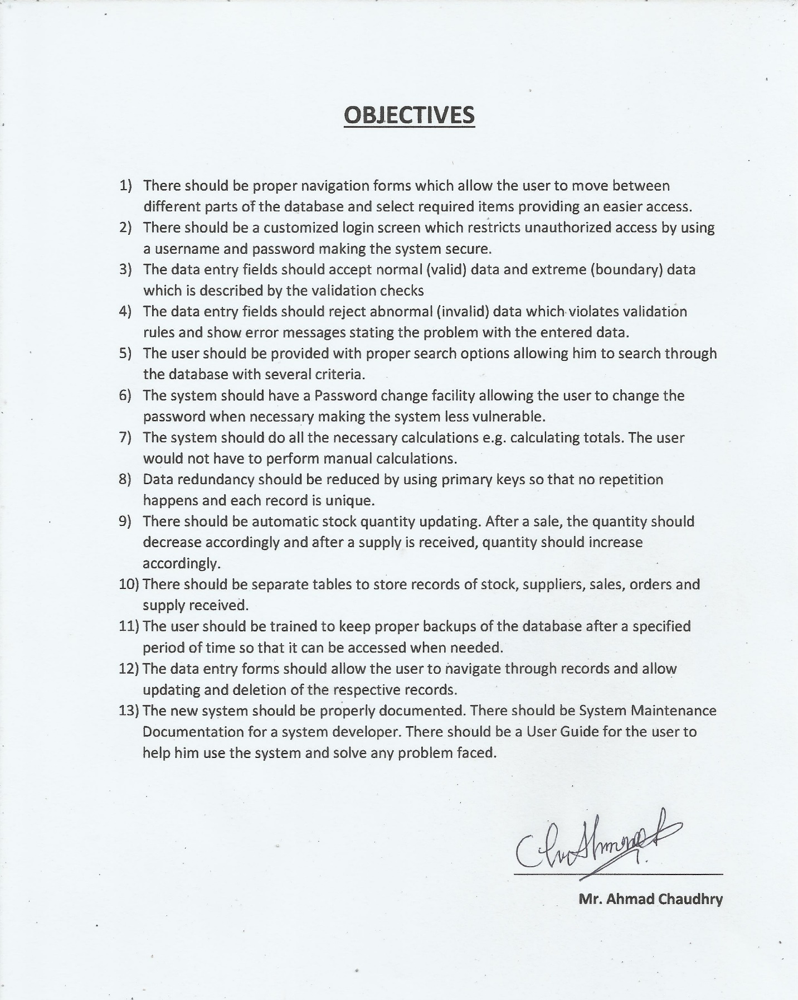 OBJECTIVES
1) There should be proper navigation forms which allow the user to move between
different parts of the database and select required items providing an easier access.
2) There should be a customized login screen which restricts unauthorized access by using
a username and password making the system secure.
3) The data entry fields should accept normal (valid) data and extreme (boundary) data
which is described by the validation checks
4) The data entry fields should reject abnormal (invalid) data which violates validation
rules and show error messages stating the problem with the entered data.
5) The user should be provided with proper search options allowing him to search through
the database with several criteria.
6) The system should have a Password change facility allowing the user to change the
password when necessary making the system less vulnerable.
7) The system should do all the necessary calculations e.g. calculating totals. The user
would not have to perform manual calculations.
8) Data redundancy should be reduced by using primary keys so that no repetition
happens and each record is unique.
9) There should be automatic stock quantity updating. After a sale, the quantity should
decrease accordingly and after a supply is received, quantity should increase
accordingly.
10) There should be separate tables to store records of stock, suppliers, sales, orders and
supply received.
11) The user should be trained to keep proper backups of the database after a specified
period of time so that it can be accessed when needed.
12) The data entry forms should allow the user to navigate through records and allow
updating and deletion of the respective records.
13) The new system should be properly documented. There should be System Maintenance
Documentation for a system developer. There should be a User Guide for the user to
help him use the system and solve any problem faced.
Mr. Ahmad Chaudhry